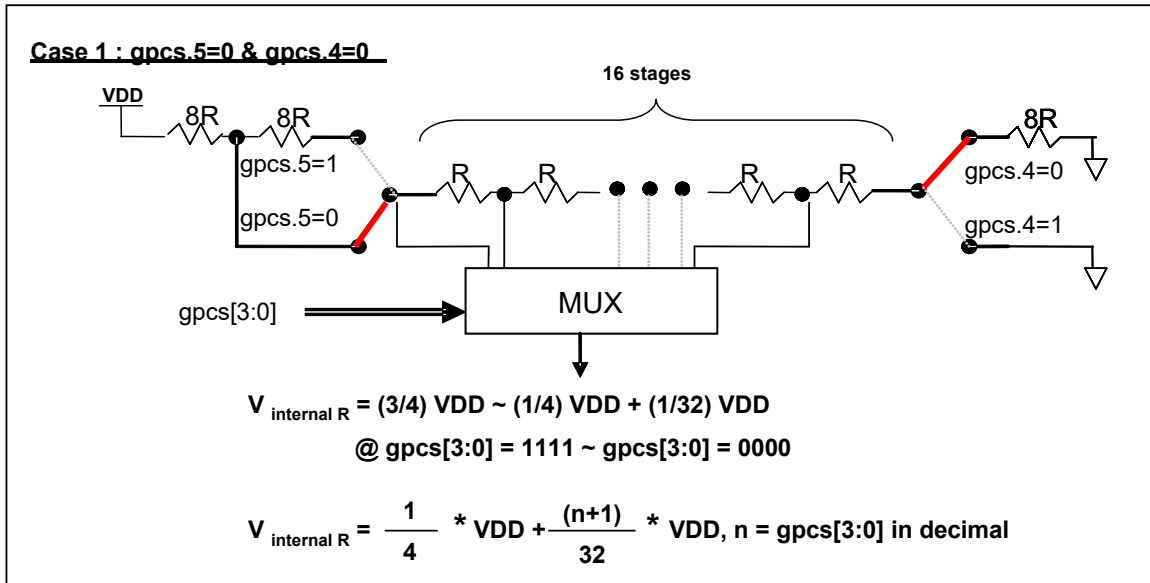 Case 1 : gpcs.5=0 & gpcs.4=0
16 stages
VDD
8R
8R
8R
gpcs.5=1
gpcs.4=0
R
R
R
R
gpcs.5=0
gpcs.4=1
MUX
gpcs[3:0]
V internal R = (3/4) VDD ~ (1/4) VDD + (1/32) VDD
@ gpcs[3:0] = 1111 ~ gpcs[3:0] = 0000
V internal R = 1/4 * VDD + (n+1)/32 * VDD, n = gpcs[3:0] in decimal